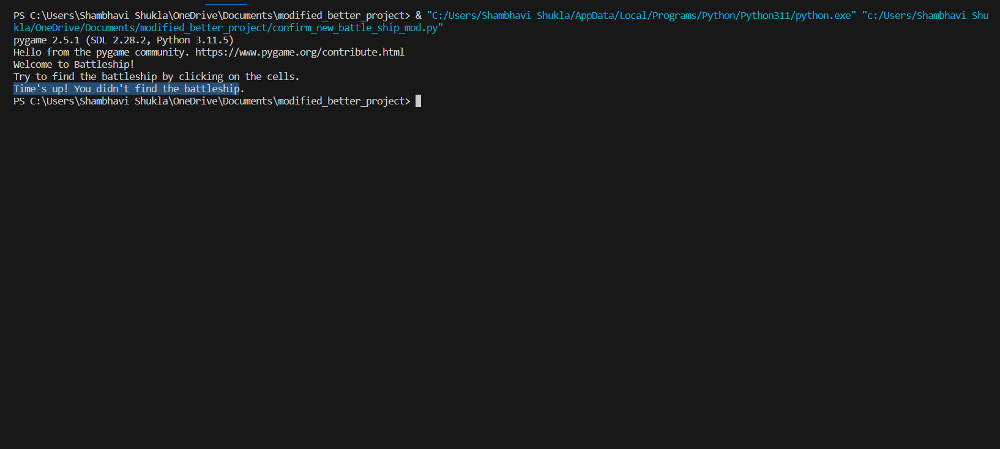 PS C:\Users\Shambhavi Shukla\OneDrive\Documents\modified_better_project> & "C:/Users/Shambhavi Shukla/AppData/Local/Programs/Python/Python311/python.exe" "c:/Users/Shambhavi Shu
kla/OneDrive/Documents/modified_better_project/confirm_new_battle_ship_mod.py"
pygame 2.5.1 (SDL 2.28.2, Python 3.11.5)
Hello from the pygame community. https://www.pygame.org/contribute.html
Welcome to Battleship!
Try to find the battleship by clicking on the cells.
Time's up! You didn't find the battleship.
PS C:\Users\Shambhavi Shukla\OneDrive\Documents\modified_better_project>